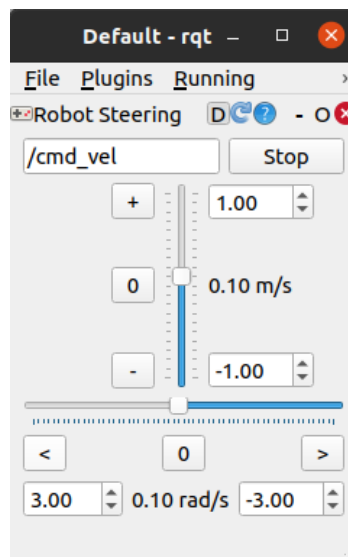 Default - rqt
File Plugins Running
Robot Steering D - O
/cmd_vel Stop
+ 1.00
0 0.10 m/s
- -1.00
< 0 >
3.00 0.10 rad/s -3.00